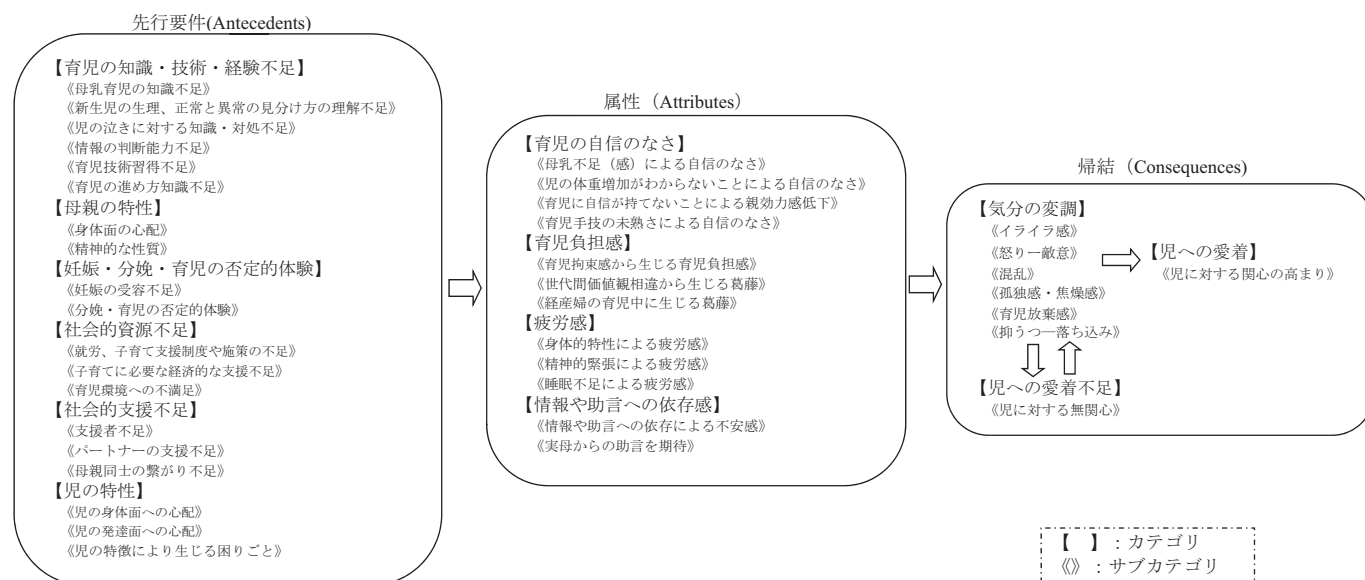 先行要件(Antecedents)
【育児の知識・技術・経験不足】
《母乳育児の知識不足》
《新生児の生理、正常と異常の見分け方の理解不足》
《児の泣きに対する知識・対処不足》
《情報の判断能力不足》
《育児技術習得不足》
《育児の進め方知識不足》
【母親の特性】
《身体面の心配》
《精神的な性質》
【妊娠・分娩・育児の否定的体験】
《妊娠の受容不足》
《分娩・育児の否定的体験》
【社会的資源不足】
《就労、子育て支援制度や施策の不足》
《子育てに必要な経済的な支援不足》
《育児環境への不満足》
【社会的支援不足】
《支援者不足》
《パートナーの支援不足》
《母親同士の繋がり不足》
【児の特性】
《児の身体面への心配》
《児の発達面への心配》
《児の特徴により生じる困りごと》
属性（Attributes）
【育児の自信のなさ】
《母乳不足（感）による自信のなさ》
《児の体重増加がわからないことによる自信のなさ》
《育児に自信が持てないことによる親効力感低下》
《育児手技の未熟さによる自信のなさ》
【育児負担感】
《育児拘束感から生じる育児負担感》
《世代間価値観相違から生じる葛藤》
《経産婦の育児中に生じる葛藤》
【疲労感】
《身体的特性による疲労感》
《精神的緊張による疲労感》
《睡眠不足による疲労感》
【情報や助言への依存感】
《情報や助言への依存による不安感》
《実母からの助言を期待》
帰結（Consequences）
【気分の変調】
《イライラ感》
《怒りー敵意》
《混乱》
《孤独感・焦燥感》
《育児放棄感》
《抑うつ―落ち込み》
【児への愛着】
《児に対する関心の高まり》
【児への愛着不足】
《児に対する無関心》
【　】：カテゴリ
《》：サブカテゴリ